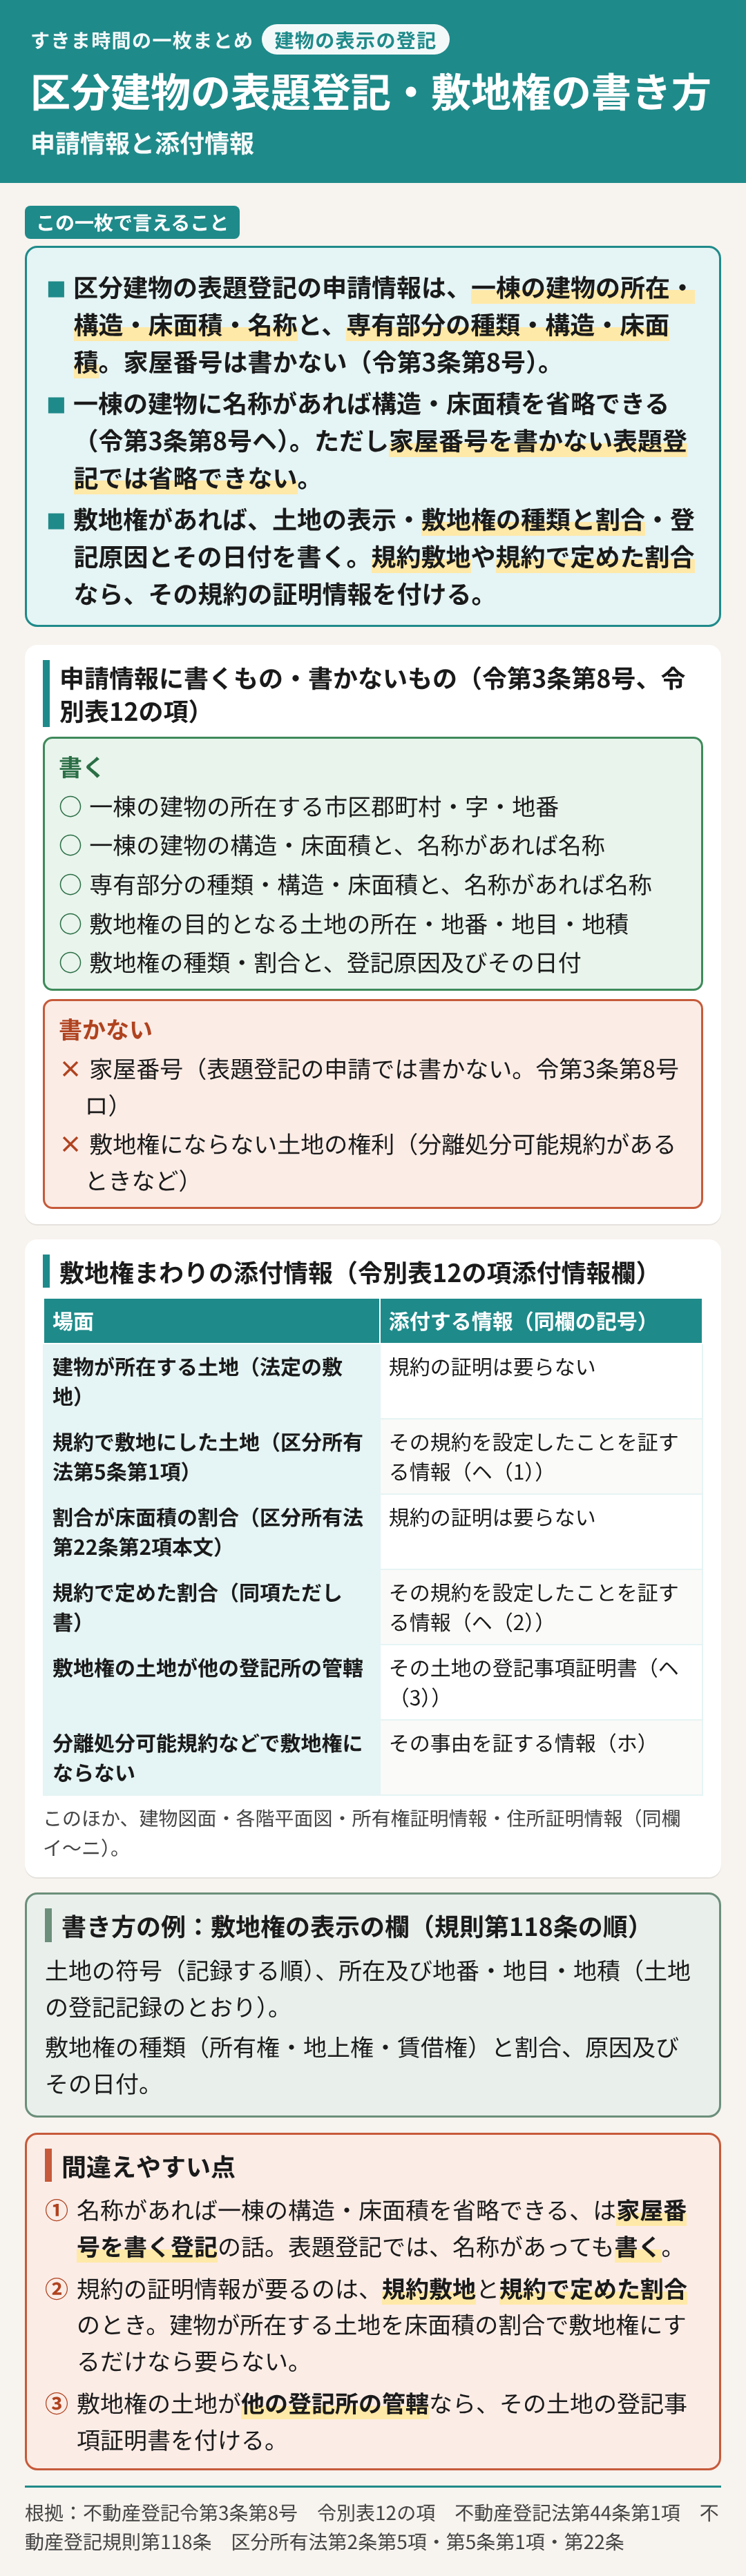 すきま時間の一枚まとめ 建物の表示の登記
区分建物の表題登記・敷地権の書き方
申請情報と添付情報
この一枚で言えること
■ 区分建物の表題登記の申請情報は、一棟の建物の所在・
構造・床面積・名称と、専有部分の種類・構造・床面
積。家屋番号は書かない（令第3条第8号）。
■ 一棟の建物に名称があれば構造・床面積を省略できる
（令第3条第8号ヘ）。ただし家屋番号を書かない表題登
記では省略できない。
■ 敷地権があれば、土地の表示・敷地権の種類と割合・登
記原因とその日付を書く。規約敷地や規約で定めた割合
なら、その規約の証明情報を付ける。
申請情報に書くもの・書かないもの（令第3条第8号、令
別表12の項）
書く
○ 一棟の建物の所在する市区郡町村・字・地番
○ 一棟の建物の構造・床面積と、名称があれば名称
○ 専有部分の種類・構造・床面積と、名称があれば名称
○ 敷地権の目的となる土地の所在・地番・地目・地積
○ 敷地権の種類・割合と、登記原因及びその日付
書かない
× 家屋番号（表題登記の申請では書かない。令第3条第8号
ロ）
× 敷地権にならない土地の権利（分離処分可能規約がある
ときなど）
敷地権まわりの添付情報（令別表12の項添付情報欄）
場面 添付する情報（同欄の記号）
建物が所在する土地（法定の敷 規約の証明は要らない
地）
規約で敷地にした土地（区分所有 その規約を設定したことを証す
法第5条第1項） る情報（ヘ（1））
割合が床面積の割合（区分所有法 規約の証明は要らない
第22条第2項本文）
規約で定めた割合（同項ただし その規約を設定したことを証す
書） る情報（ヘ（2））
敷地権の土地が他の登記所の管轄 その土地の登記事項証明書（ヘ
（3））
分離処分可能規約などで敷地権に その事由を証する情報（ホ）
ならない
このほか、建物図面・各階平面図・所有権証明情報・住所証明情報（同欄
イ〜ニ）。
書き方の例：敷地権の表示の欄（規則第118条の順）
土地の符号（記録する順）、所在及び地番・地目・地積（土地
の登記記録のとおり）。
敷地権の種類（所有権・地上権・賃借権）と割合、原因及び
その日付。
間違えやすい点
① 名称があれば一棟の構造・床面積を省略できる、は家屋番
号を書く登記の話。表題登記では、名称があっても書く。
② 規約の証明情報が要るのは、規約敷地と規約で定めた割合
のとき。建物が所在する土地を床面積の割合で敷地権にす
るだけなら要らない。
③ 敷地権の土地が他の登記所の管轄なら、その土地の登記事
項証明書を付ける。
根拠：不動産登記令第3条第8号　令別表12の項　不動産登記法第44条第1項　不
動産登記規則第118条　区分所有法第2条第5項・第5条第1項・第22条